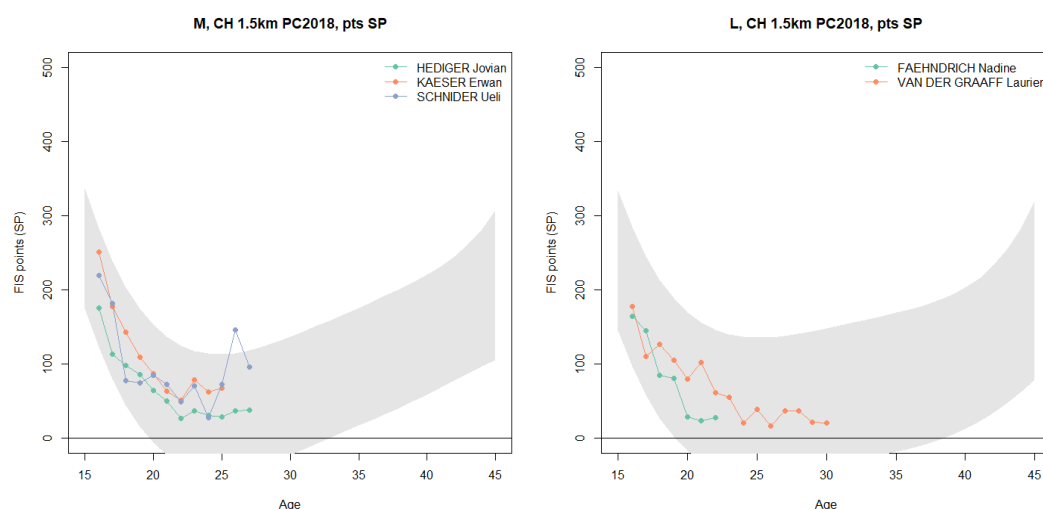 M, CH 1.5km PC2018, pts SP
HEDIGER Jovian
KAESER Erwan
SCHNIDER Ueli
500
400
300
200
100
0
FIS points (SP)
15 20 25 30 35 40 45
Age
L, CH 1.5km PC2018, pts SP
FAEHNDRICH Nadine
VAN DER GRAAFF Laurien
500
400
300
200
100
0
FIS points (SP)
15 20 25 30 35 40 45
Age